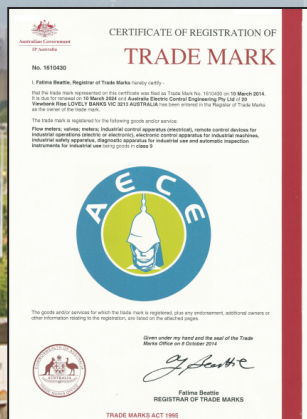 Australian Government
IP Australia
CERTIFICATE OF REGISTRATION OF
TRADE MARK
No. 1610430
I, Fatima Beattie, Registrar of Trade Marks hereby certify -
that the trade mark represented on this certificate was filed as Trade Mark No. 1610430 on 10 March 2014.
It is due for renewal on 10 March 2024 and Australia Electric Control Engineering Pty Ltd of 20
Viewbank Rise LOVELY BANKS VIC 3213 AUSTRALIA has been entered in the Register of Trade Marks
as the owner of the trade mark.
The trade mark is registered for the following goods and/or service:
Flow meters; valves; meters; industrial control apparatus (electrical), remote control devices for
industrial operations (electric or electronic), electronic control apparatus for industrial machines,
industrial safety apparatus, diagnostic apparatus for industrial use and automatic inspection
instruments for industrial use being goods in class 9
AECE
The goods and/or services for which the trade mark is registered, plus any endorsement, additional owners or
other information relating to the registration, are listed on the attached pages.
Given under my hand and the seal of the Trade
Marks Office on 8 October 2014
Fatima Beattie
REGISTRAR OF TRADE MARKS
TRADE MARKS ACT 1995